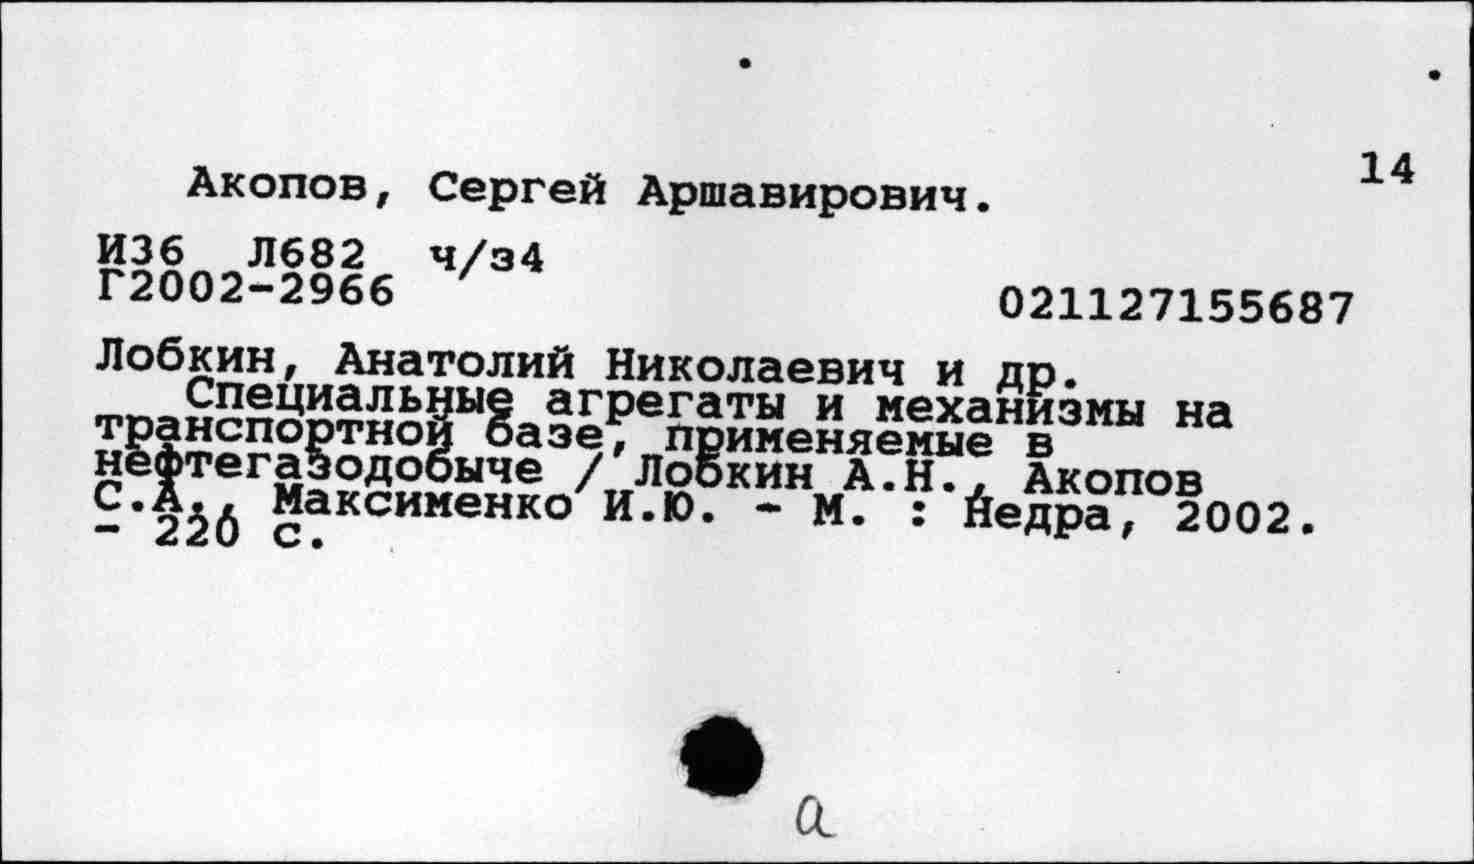 14
Акопов, Сергей Аршавирович.
И36 Л682 ч/з4
Г2002-2966
021127155687
Лобкин, Анатолий Николаевич и др.
Специальные агрегаты и механизмы на
транспортной базе, применяемые в
нефтегазодобыче / Лобкин А.Н., Акопов
С.А., Максименко И.Ю. - М. : Недра, 2002.
- 220 с.
а